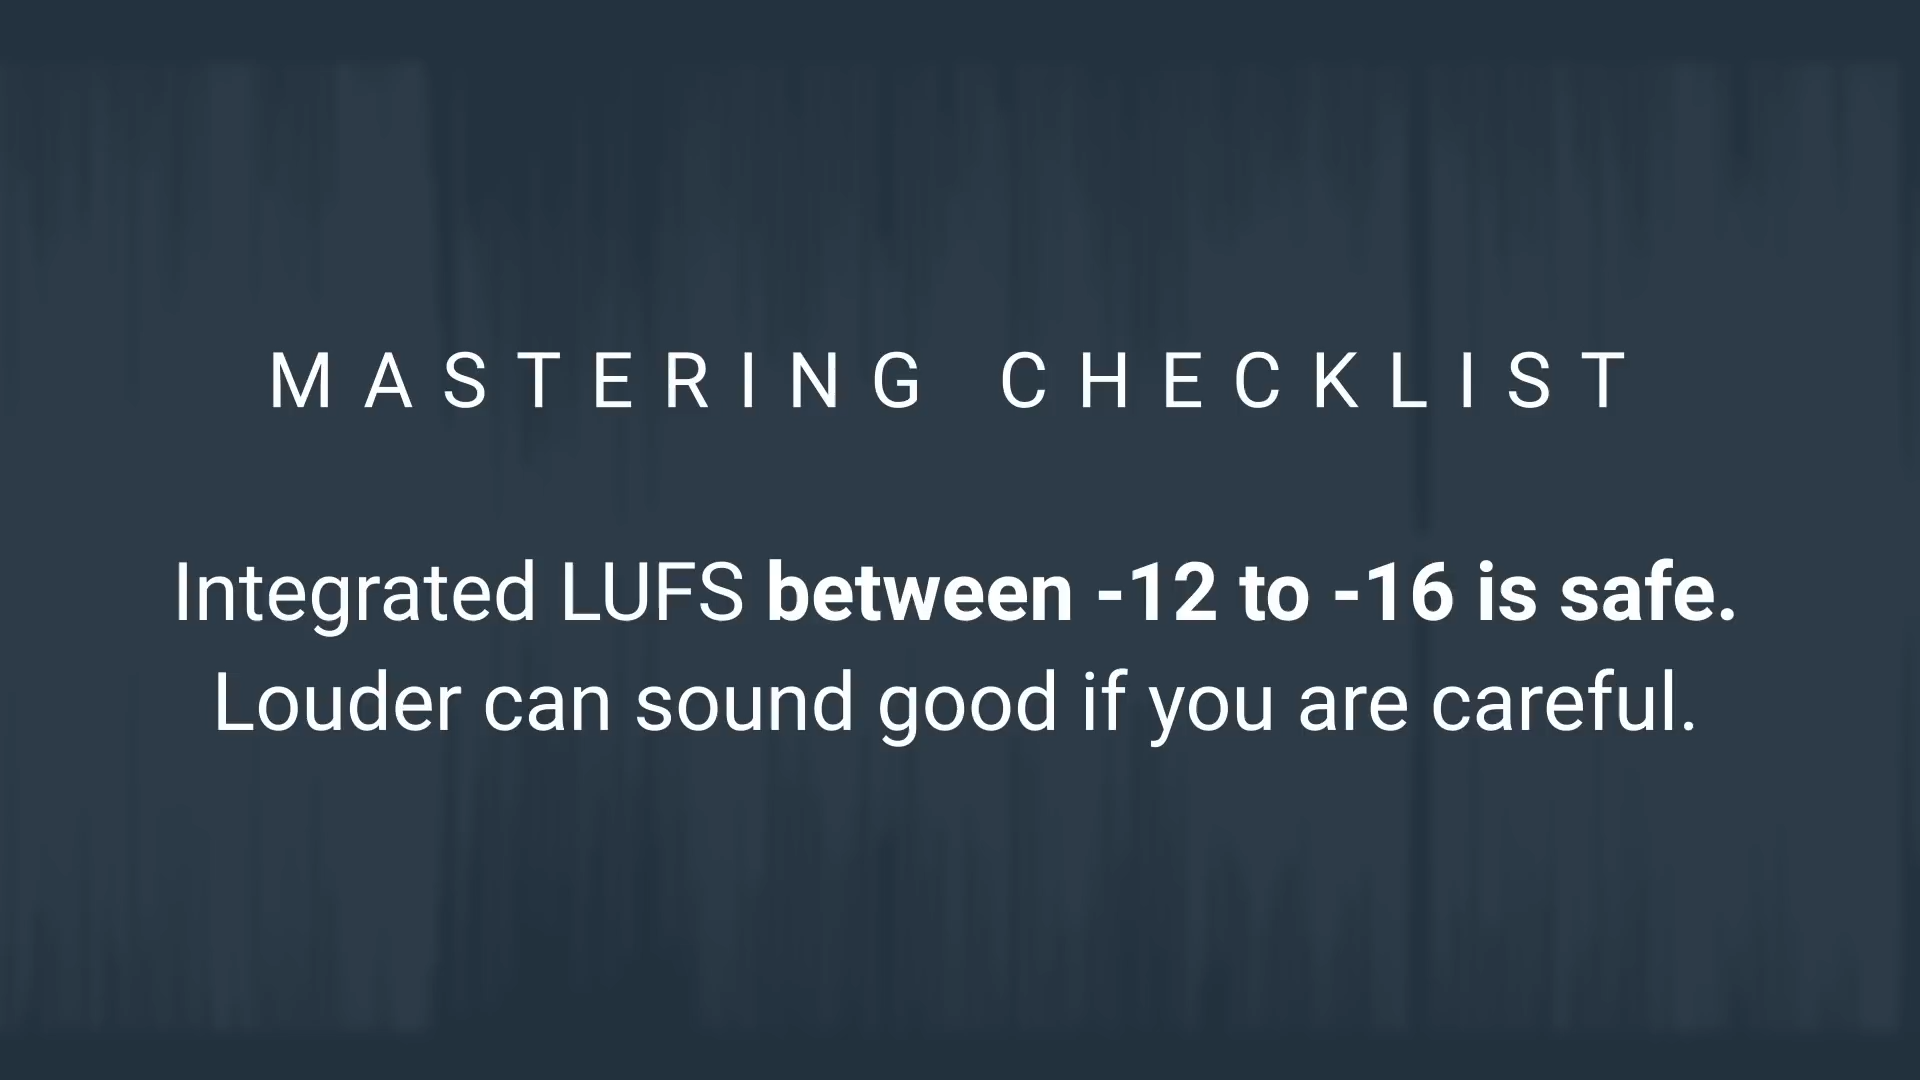 MASTERING CHECKLIST
Integrated LUFS between -12 to -16 is safe.
Louder can sound good if you are careful.